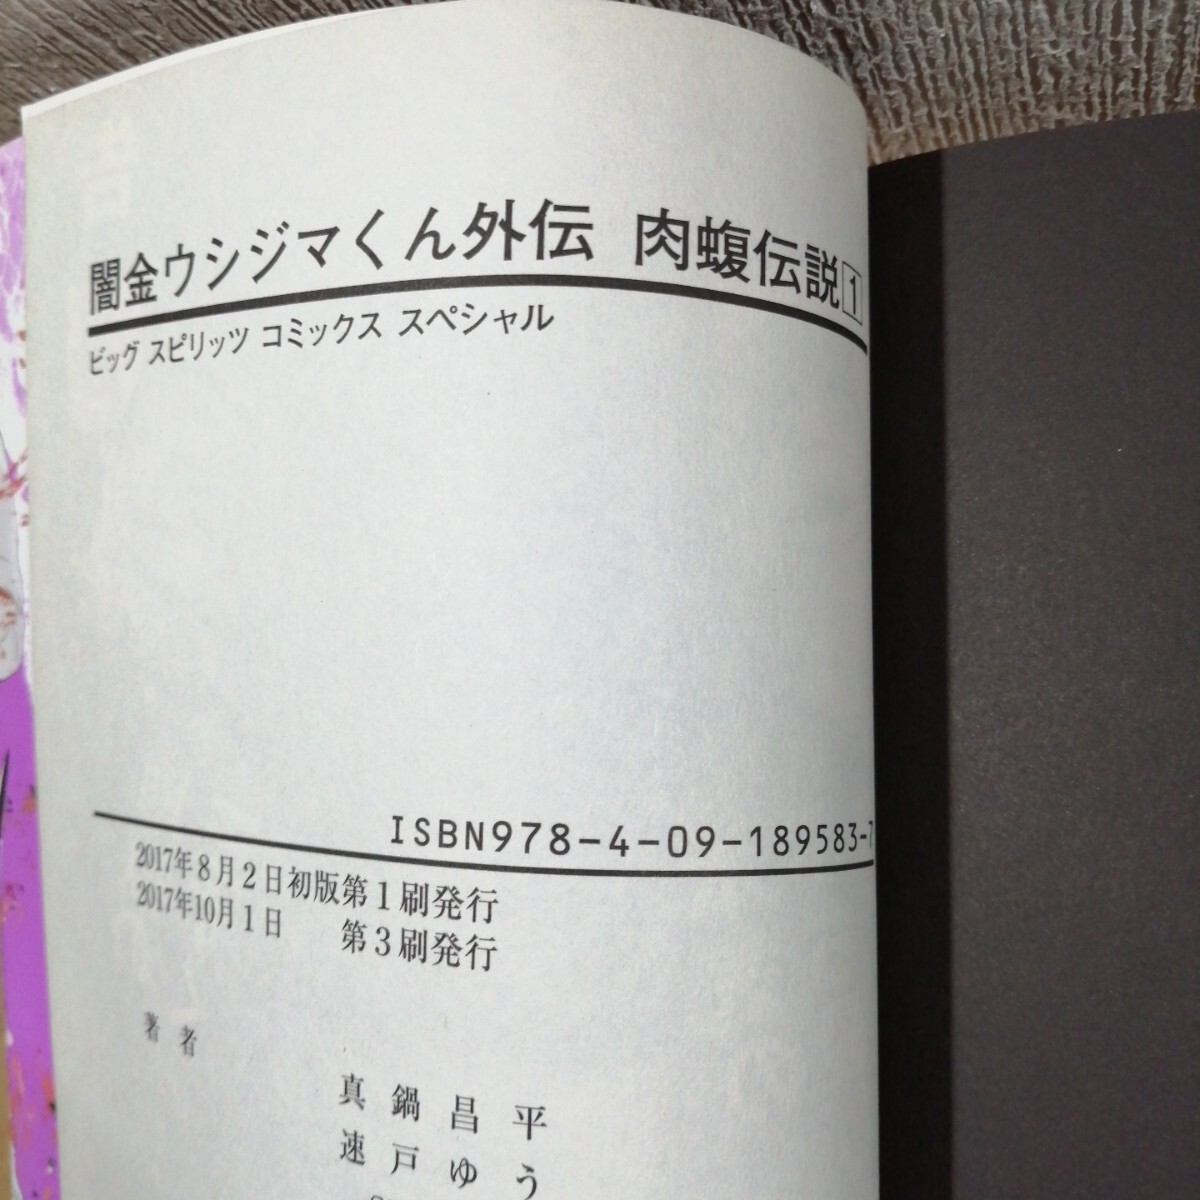 闇金ウシジマくん外伝 肉蝮伝説1
ビッグ スピリッツ コミックス スペシャル
ISBN978-4-09-189583-7
2017年8月2日初版第1刷発行
2017年10月1日 第3刷発行
著者
真鍋昌平
速戸ゆう